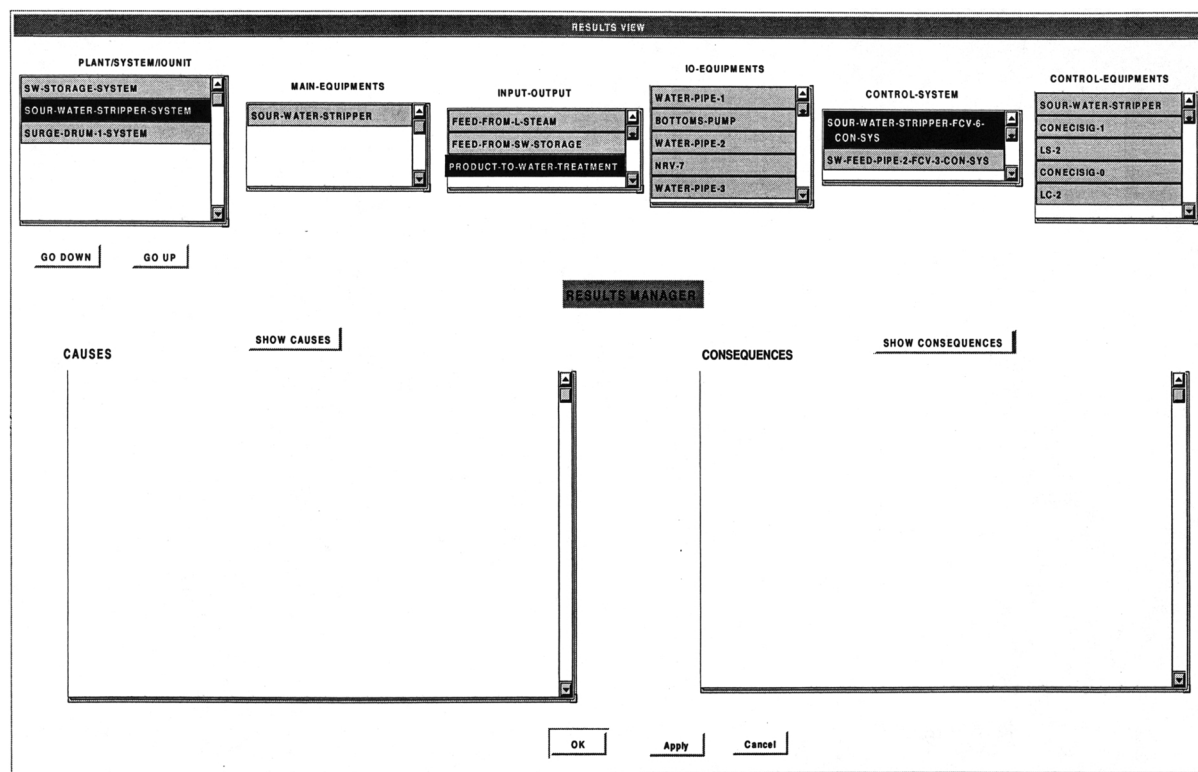 RESULTS VIEW
PLANT/SYSTEM/IOUNIT
SW-STORAGE-SYSTEM
SOUR-WATER-STRIPPER-SYSTEM
SURGE-DRUM-1-SYSTEM
MAIN-EQUIPMENTS
SOUR-WATER-STRIPPER
INPUT-OUTPUT
FEED-FROM-L-STEAM
FEED-FROM-SW-STORAGE
PRODUCT-TO-WATER-TREATMENT
IO-EQUIPMENTS
WATER-PIPE-1
BOTTOMS-PUMP
WATER-PIPE-2
NRV-7
WATER-PIPE-3
CONTROL-SYSTEM
SOUR-WATER-STRIPPER-FCV-6-
CON-SYS
SW-FEED-PIPE-2-FCV-3-CON-SYS
CONTROL-EQUIPMENTS
SOUR-WATER-STRIPPER
CONECISIG-1
LS-2
CONECISIG-0
LC-2
GO DOWN
GO UP
RESULTS MANAGER
CAUSES
SHOW CAUSES
CONSEQUENCES
SHOW CONSEQUENCES
OK
Apply
Cancel